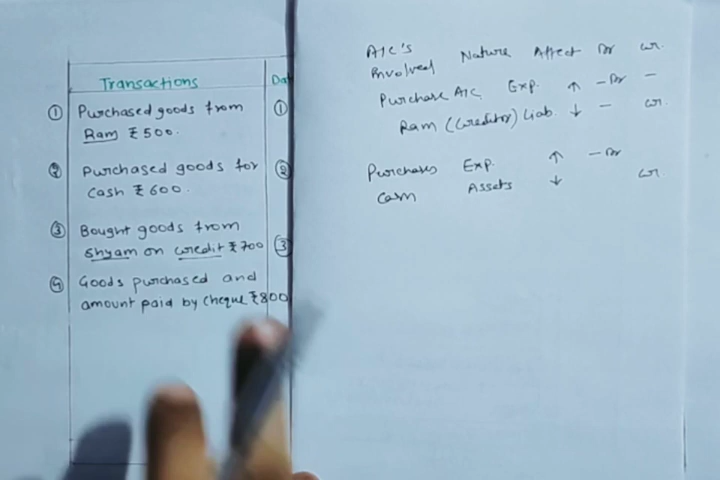 Transactions
Dat
① Purchased goods from
Ram ₹500.
①
② Purchased goods for
cash ₹600.
②
③ Bought goods from
Shyam on credit ₹700
③
④ Goods purchased and
amount paid by cheque ₹800
A/C's
Involved Nature Affect Dr Cr.
Purchase A/C Exp. ↑ - Dr -
Ram (Creditor) Liab. ↓ - Cr.
Purchases Exp. ↑ - Dr
Cash Assets ↓ Cr.